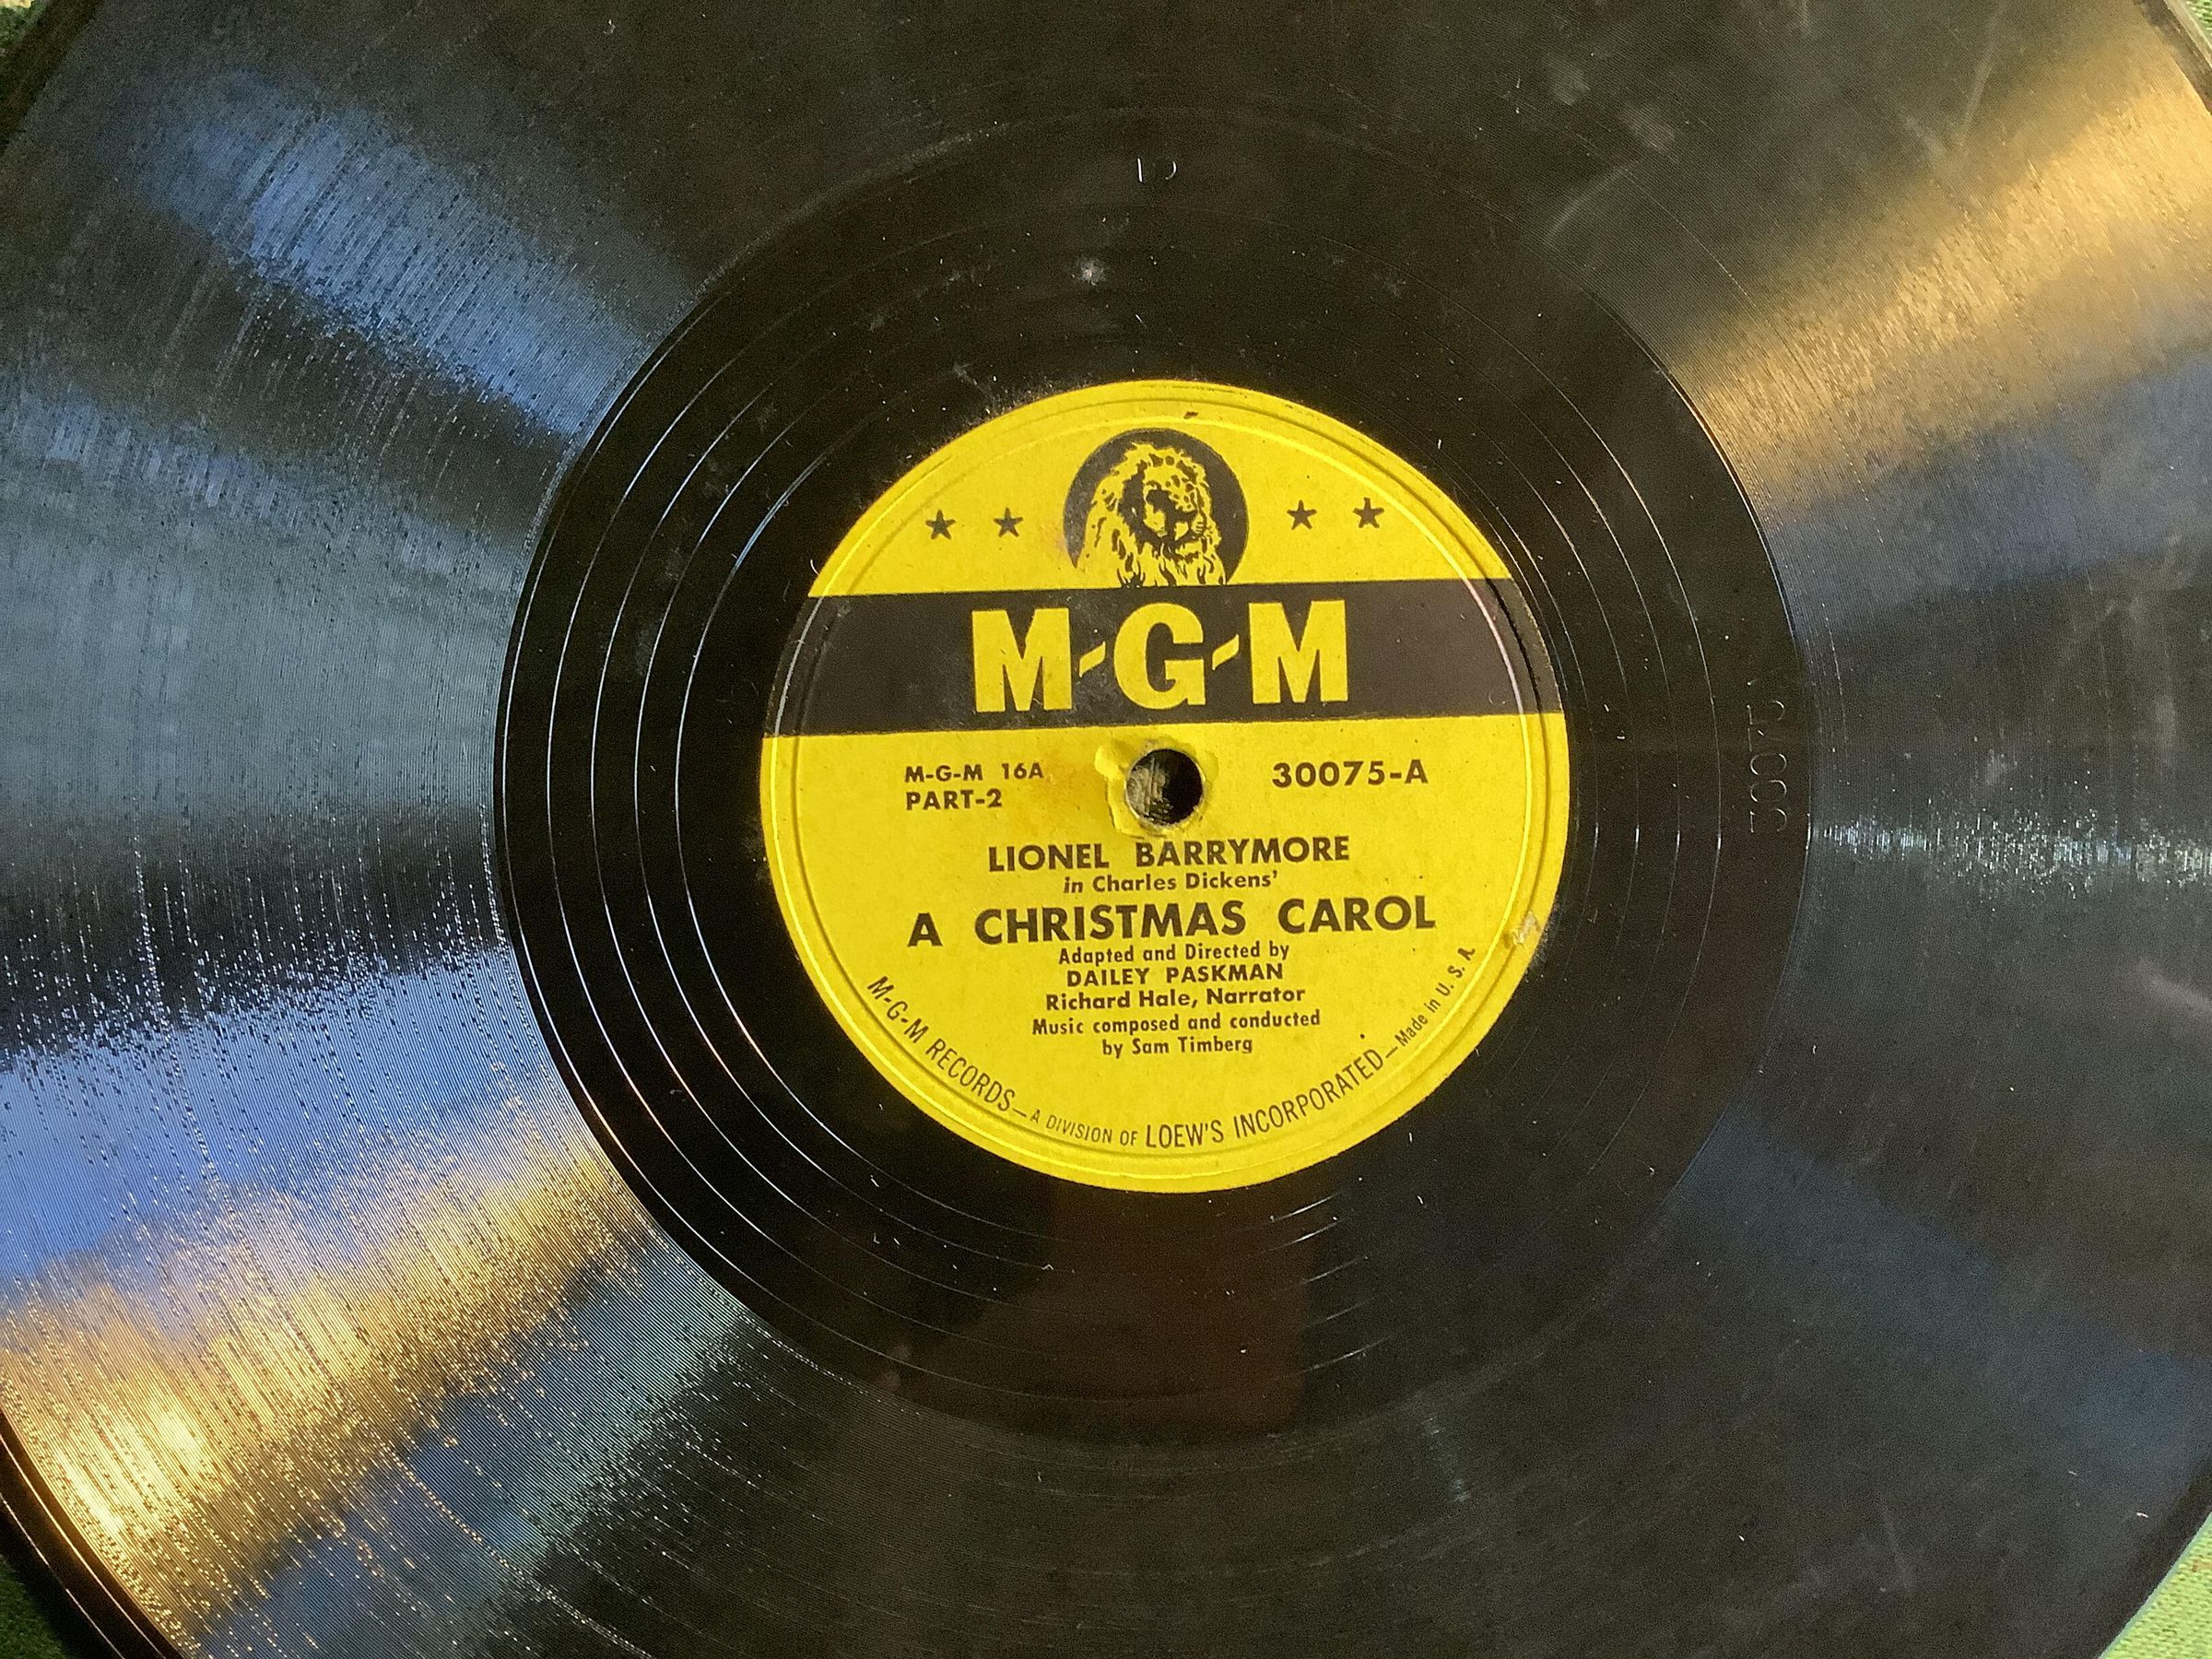 M-G-M
M-G-M 16A
PART-2
30075-A
LIONEL BARRYMORE
in Charles Dickens'
A CHRISTMAS CAROL
Adapted and Directed by
DAILEY PASKMAN
Richard Hale, Narrator
Music composed and conducted
by Sam Timberg
M-G-M RECORDS—A DIVISION OF LOEW'S INCORPORATED—Made in U. S. A.
30075